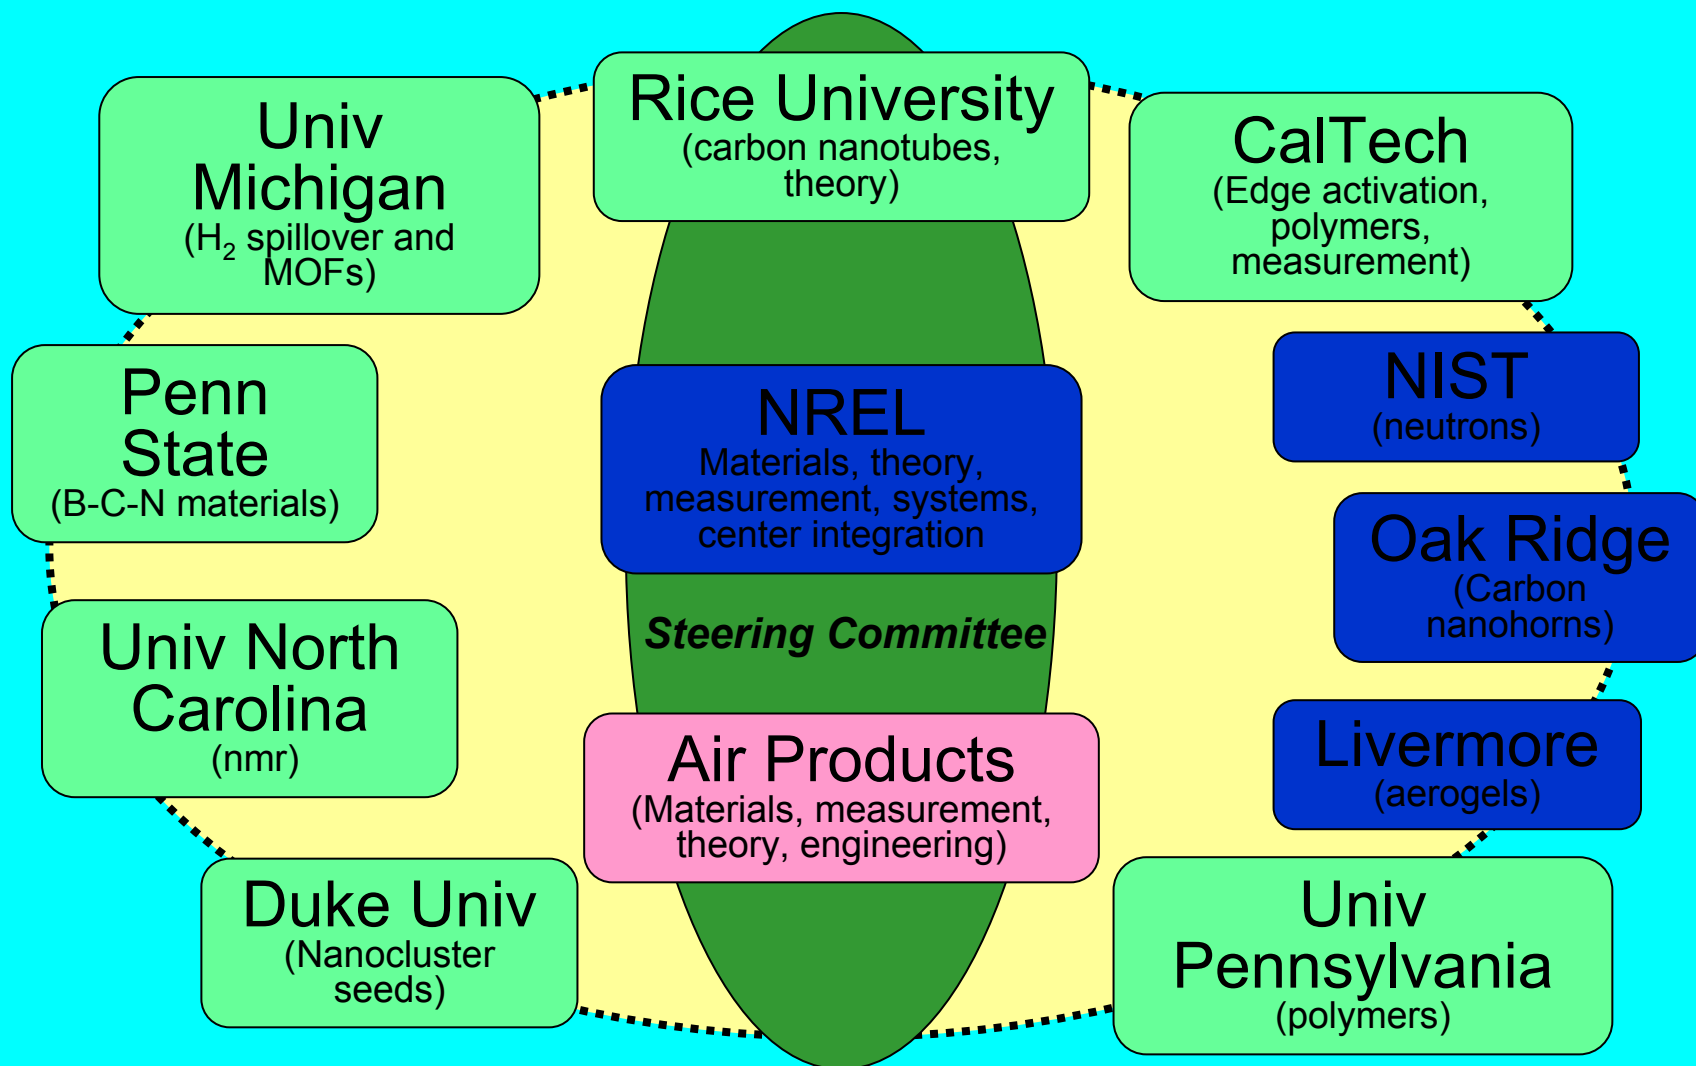 Rice University
(carbon nanotubes,
theory)
Univ
Michigan
(H₂ spillover and
MOFs)
CalTech
(Edge activation,
polymers,
measurement)
Penn
State
(B-C-N materials)
NREL
Materials, theory,
measurement, systems,
center integration
NIST
(neutrons)
Oak Ridge
(Carbon
nanohorns)
Univ North
Carolina
(nmr)
Steering Committee
Livermore
(aerogels)
Air Products
(Materials, measurement,
theory, engineering)
Duke Univ
(Nanocluster
seeds)
Univ
Pennsylvania
(polymers)